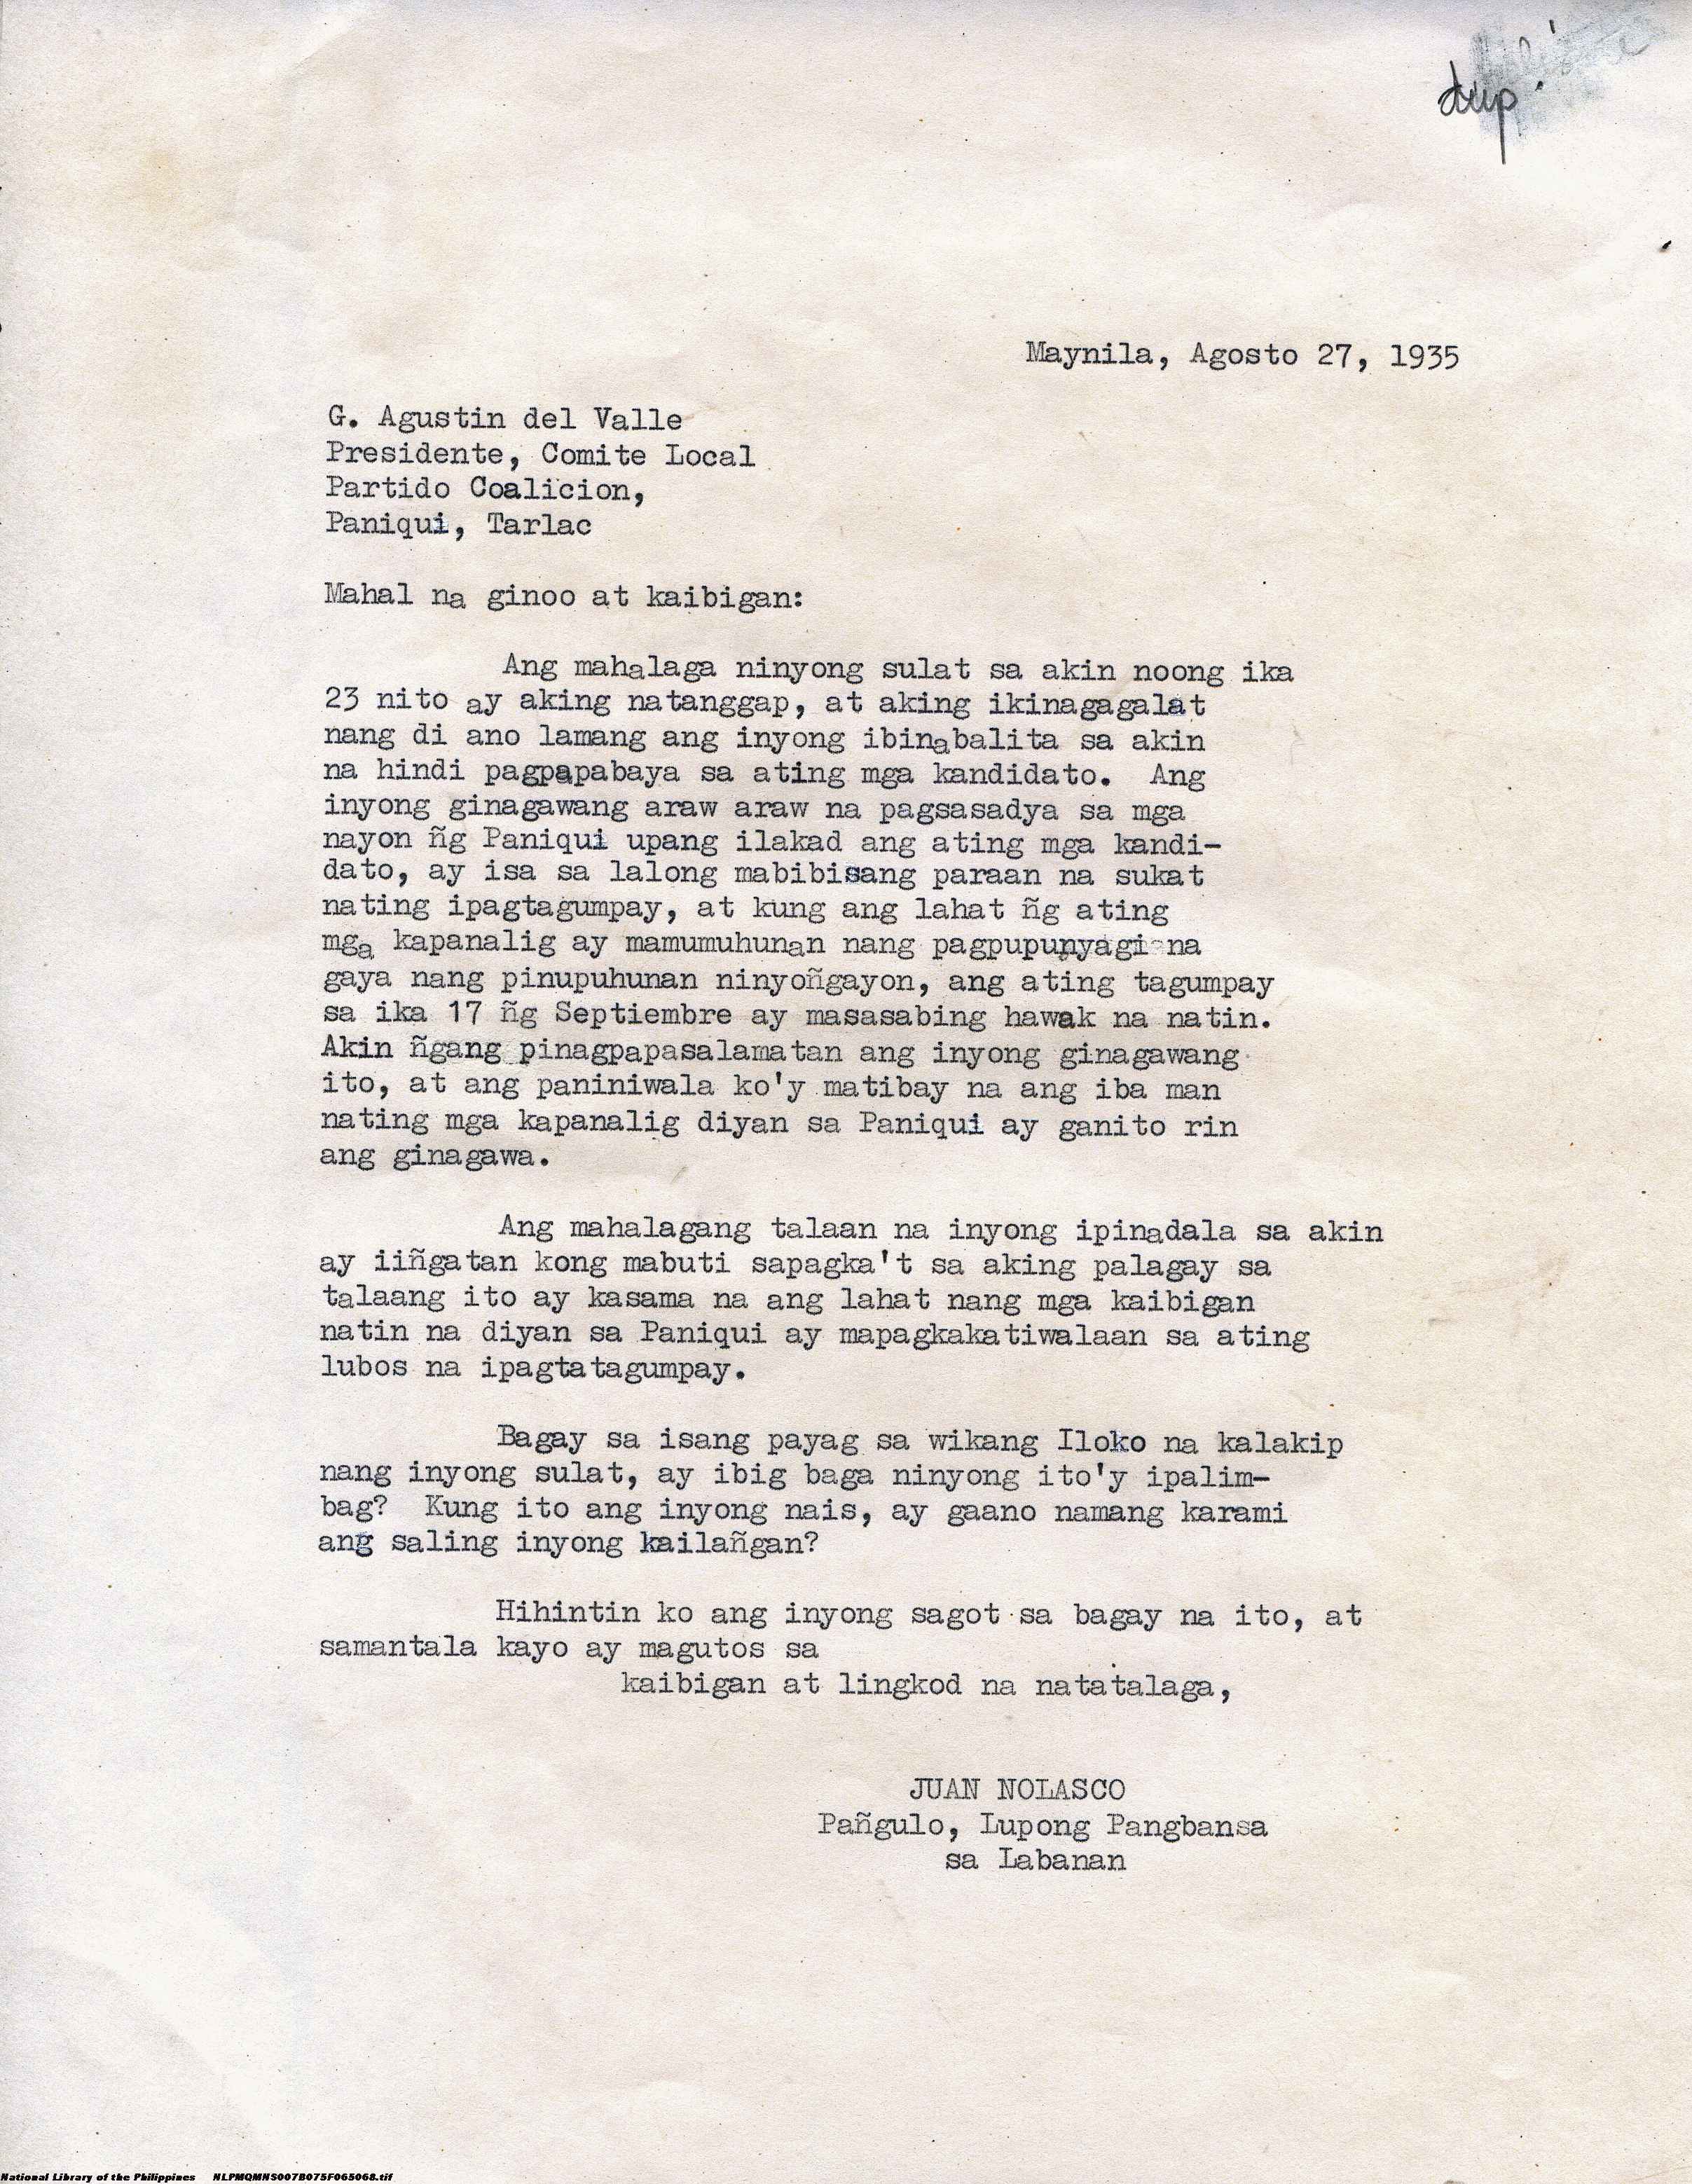 dup.
Maynila, Agosto 27, 1935
G. Agustin del Valle
Presidente, Comite Local
Partido Coalicion,
Paniqui, Tarlac
Mahal na ginoo at kaibigan:
Ang mahalaga ninyong sulat sa akin noong ika
23 nito ay aking natanggap, at aking ikinagagalat
nang di ano lamang ang inyong ibinabalita sa akin
na hindi pagpapabaya sa ating mga kandidato. Ang
inyong ginagawang araw araw na pagsasadya sa mga
nayon ñg Paniqui upang ilakad ang ating mga kandi-
dato, ay isa sa lalong mabibisang paraan na sukat
nating ipagtagumpay, at kung ang lahat ñg ating
mga kapanalig ay mamumuhunan nang pagpupunyagi na
gaya nang pinupuhunan ninyoñgayon, ang ating tagumpay
sa ika 17 ñg Septiembre ay masasabing hawak na natin.
Akin ñgang pinagpapasalamatan ang inyong ginagawang
ito, at ang paniniwala ko'y matibay na ang iba man
nating mga kapanalig diyan sa Paniqui ay ganito rin
ang ginagawa.
Ang mahalagang talaan na inyong ipinadala sa akin
ay iiñgatan kong mabuti sapagka't sa aking palagay sa
talaang ito ay kasama na ang lahat nang mga kaibigan
natin na diyan sa Paniqui ay mapagkakatiwalaan sa ating
lubos na ipagtatagumpay.
Bagay sa isang payag sa wikang Iloko na kalakip
nang inyong sulat, ay ibig baga ninyong ito'y ipalim-
bag? Kung ito ang inyong nais, ay gaano namang karami
ang saling inyong kailañgan?
Hihintin ko ang inyong sagot sa bagay na ito, at
samantala kayo ay magutos sa
kaibigan at lingkod na natatalaga,
JUAN NOLASCO
Pañgulo, Lupong Pangbansa
sa Labanan
National Library of the Philippines NLPMQMNS007B075F065068.tif